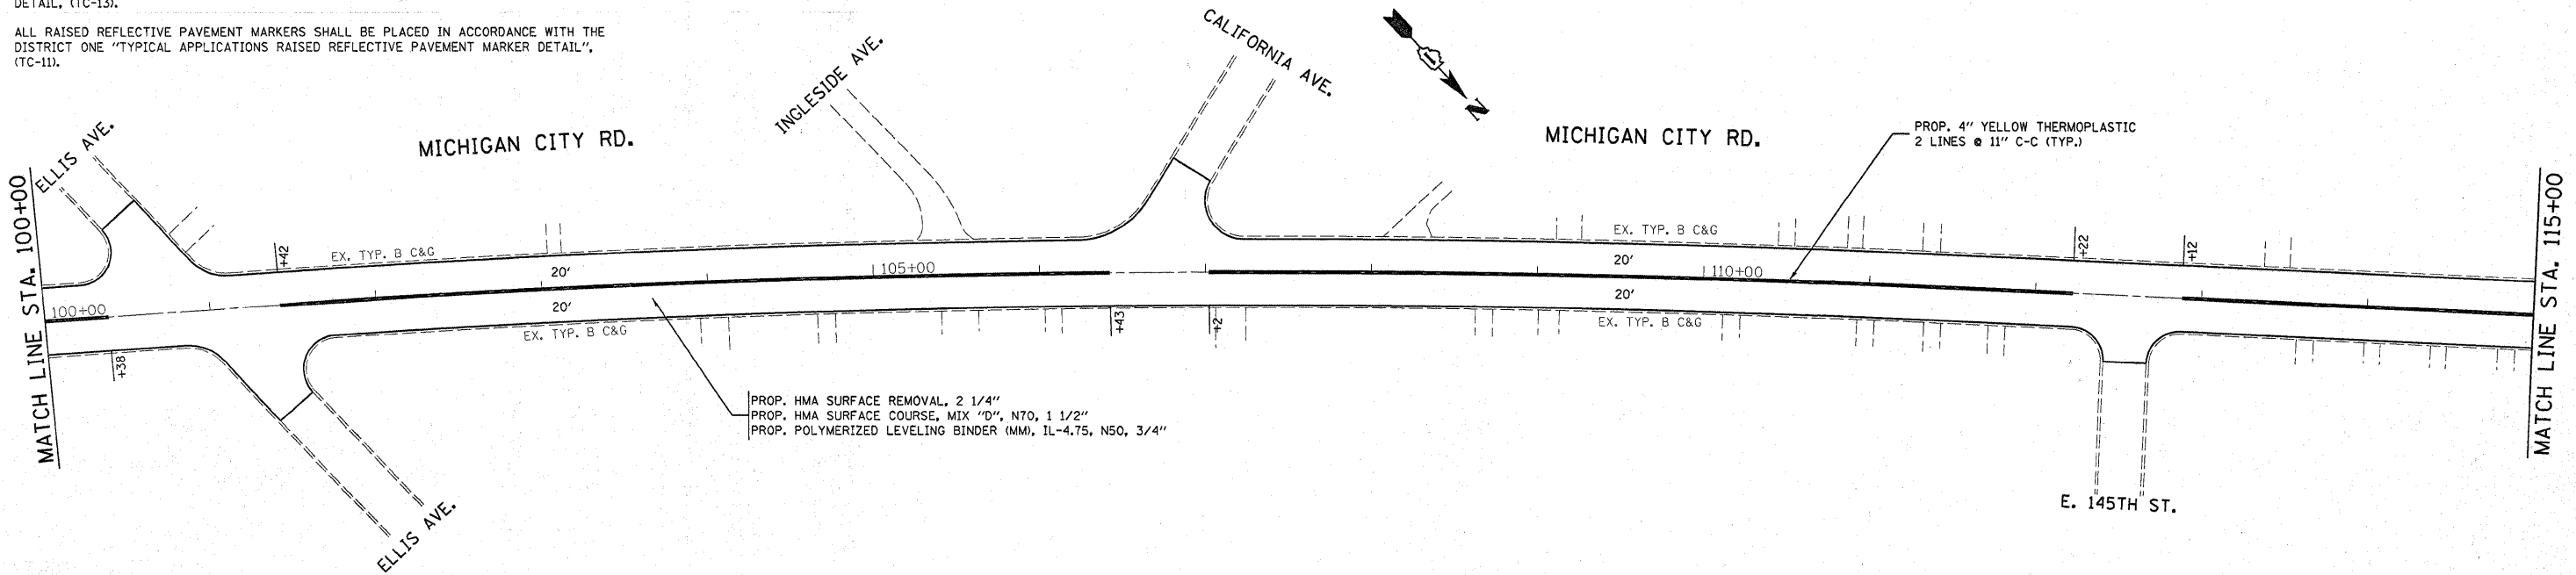 DETAIL, (TC-13).
ALL RAISED REFLECTIVE PAVEMENT MARKERS SHALL BE PLACED IN ACCORDANCE WITH THE
DISTRICT ONE "TYPICAL APPLICATIONS RAISED REFLECTIVE PAVEMENT MARKER DETAIL",
(TC-11).
CALIFORNIA AVE.
INGLESIDE AVE.
N
ELLIS AVE.
MICHIGAN CITY RD.
MICHIGAN CITY RD.
PROP. 4" YELLOW THERMOPLASTIC
2 LINES @ 11" C-C (TYP.)
MATCH LINE STA. 100+00
MATCH LINE STA. 115+00
+42
EX. TYP. B C&G
EX. TYP. B C&G
+22
+12
20'
105+00
20'
110+00
100+00
20'
20'
+38
EX. TYP. B C&G
+43
+2
EX. TYP. B C&G
PROP. HMA SURFACE REMOVAL, 2 1/4"
PROP. HMA SURFACE COURSE, MIX "D", N70, 1 1/2"
PROP. POLYMERIZED LEVELING BINDER (MM), IL-4.75, N50, 3/4"
ELLIS AVE.
E. 145TH ST.